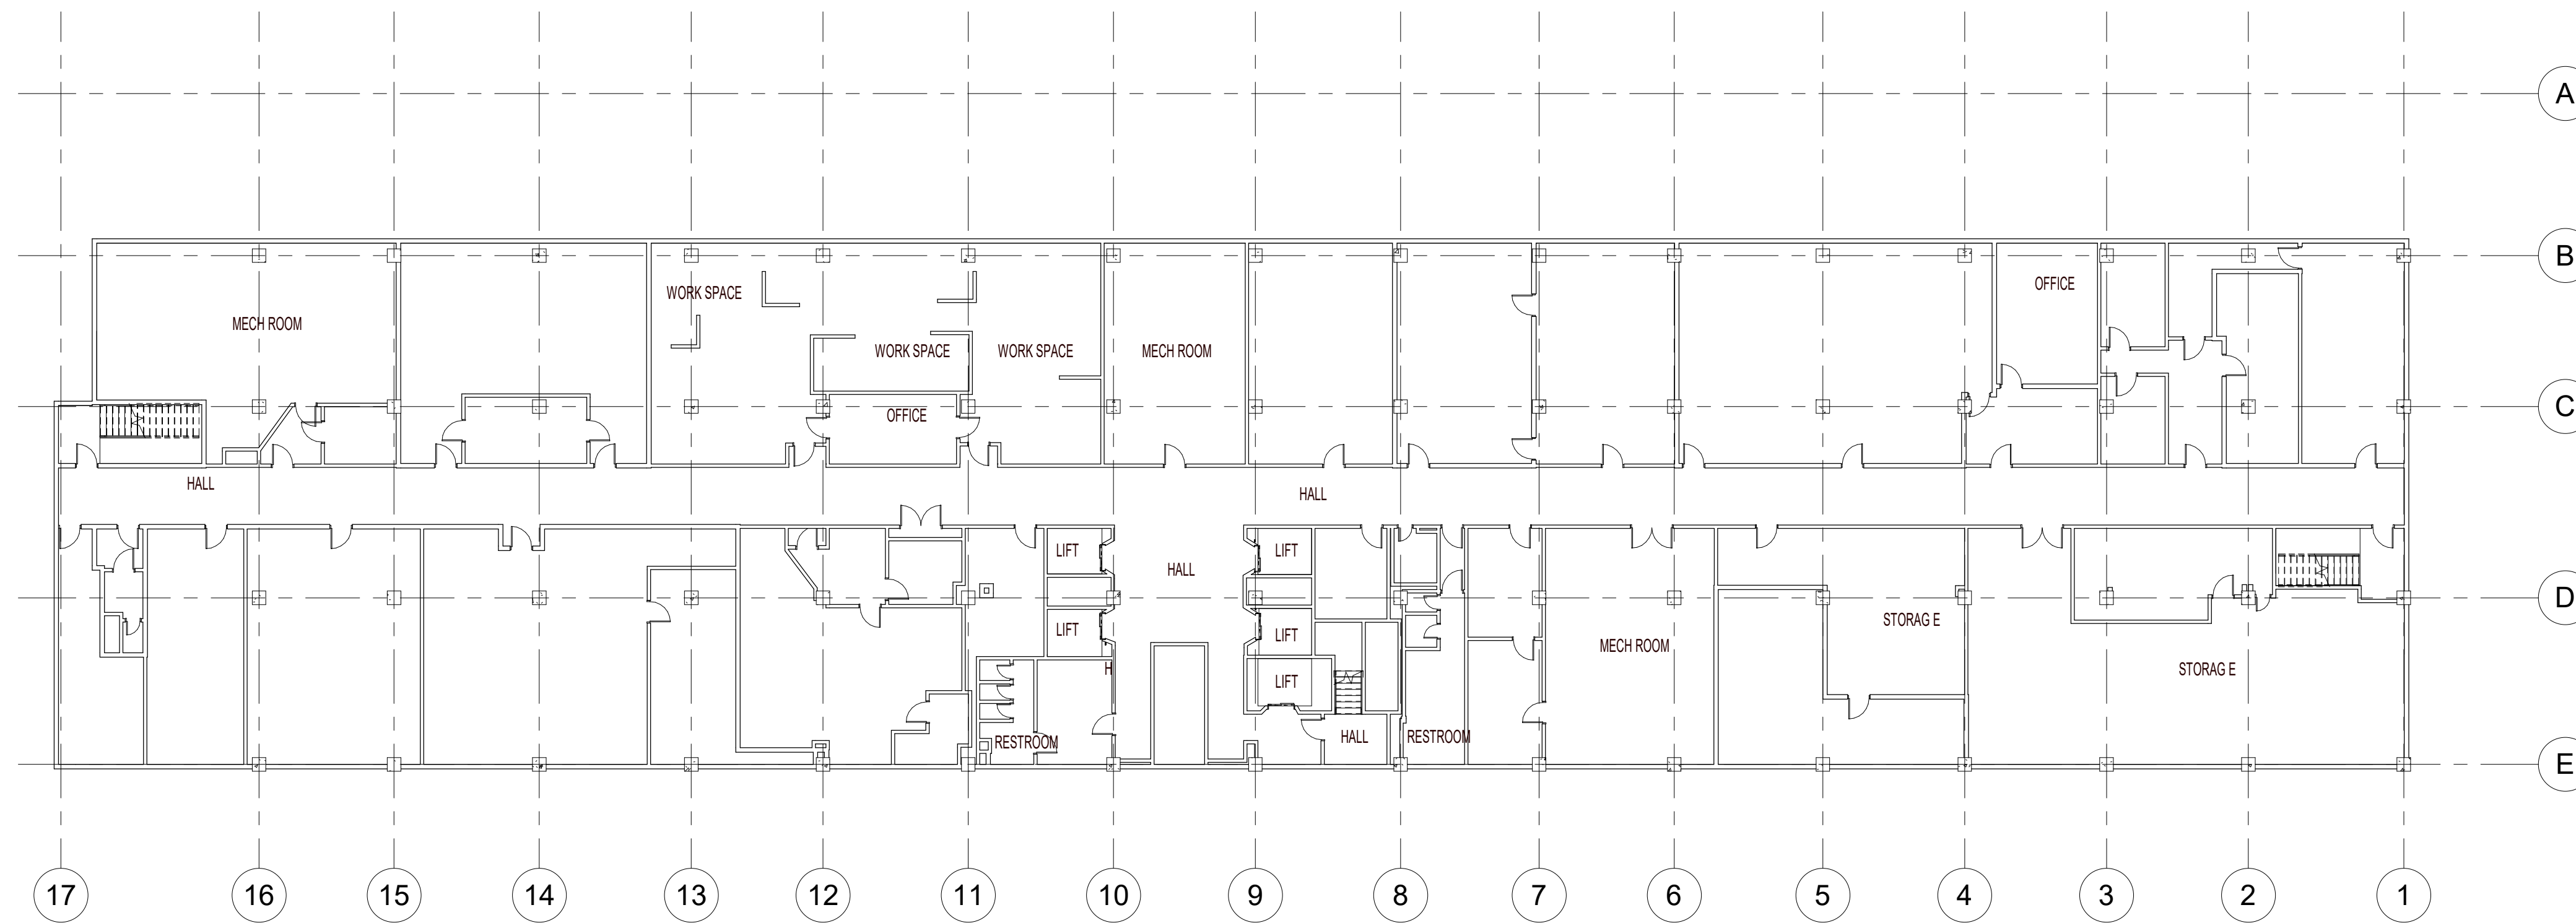 A
B
OFFICE
WORK SPACE
MECH ROOM
WORK SPACE
WORK SPACE
MECH ROOM
C
OFFICE
HALL
HALL
LIFT
LIFT
HALL
D
STORAG E
LIFT
LIFT
MECH ROOM
H
STORAG E
LIFT
RESTROOM
HALL
RESTROOM
E
17
16
15
14
13
12
11
10
9
8
7
6
5
4
3
2
1